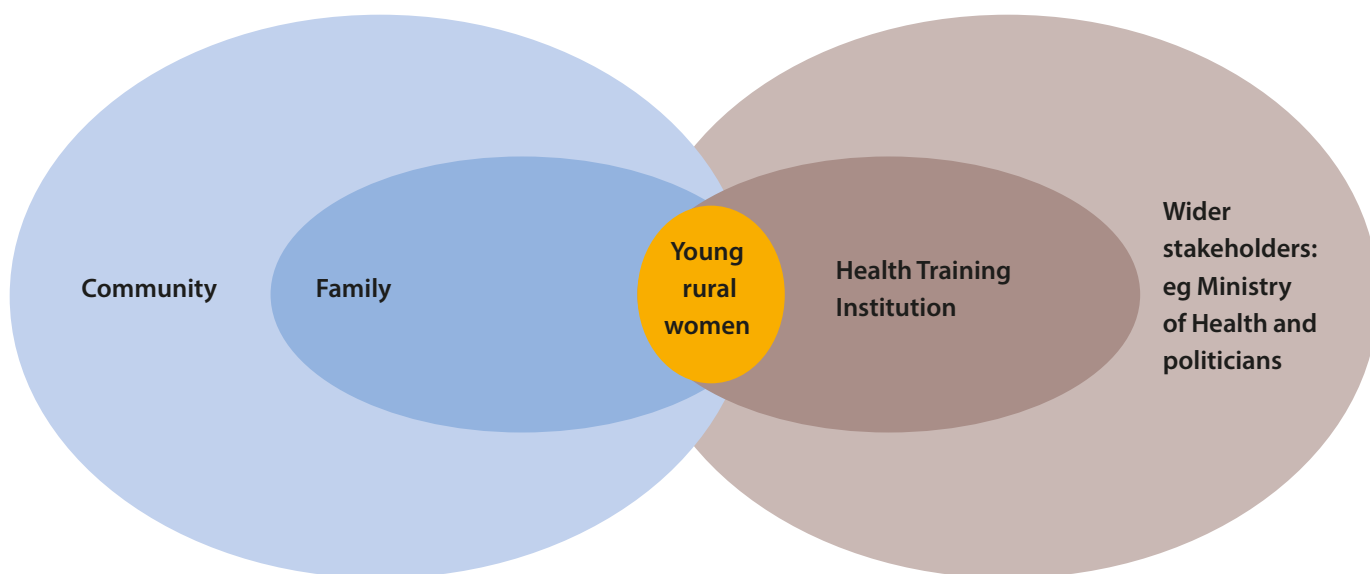 Community
Family
Young
rural
women
Health Training
Institution
Wider
stakeholders:
eg Ministry
of Health and
politicians